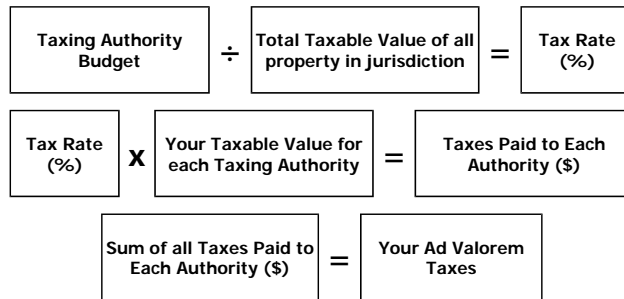 Taxing Authority Budget ÷ Total Taxable Value of all property in jurisdiction = Tax Rate (%)
Tax Rate (%) x Your Taxable Value for each Taxing Authority = Taxes Paid to Each Authority ($)
Sum of all Taxes Paid to Each Authority ($) = Your Ad Valorem Taxes